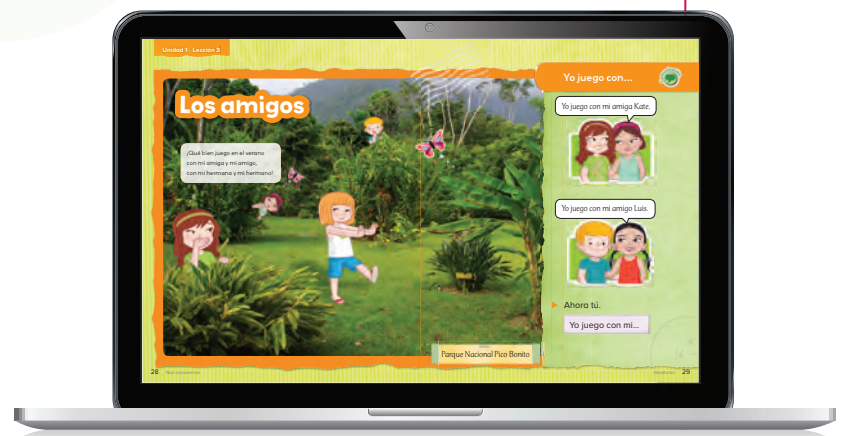 Unidad 1 - Lección 3
Los amigos
¡Qué bien juego en el verano
con mi amiga y mi amigo,
con mi hermana y mi hermano!
Parque Nacional Pico Bonito
28
Yo juego con...
Yo juego con mi amiga Kate.
Yo juego con mi amigo Luis.
Ahora tú.
Yo juego con mi...
29